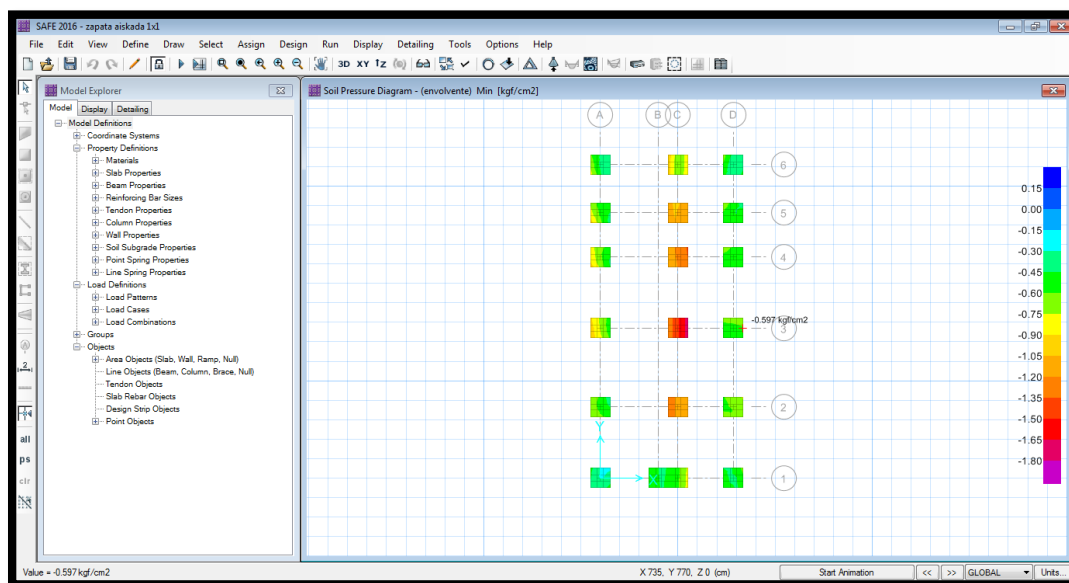 SAFE 2016 - zapata aiskada 1x1
File Edit View Define Draw Select Assign Design Run Display Detailing Tools Options Help
3D XY
Model Explorer
Model Display Detailing
Model Definitions
Coordinate Systems
Property Definitions
Materials
Slab Properties
Beam Properties
Reinforcing Bar Sizes
Tendon Properties
Column Properties
Wall Properties
Soil Subgrade Properties
Point Spring Properties
Line Spring Properties
Load Definitions
Load Patterns
Load Cases
Load Combinations
Groups
Objects
Area Objects (Slab, Wall, Ramp, Null)
Line Objects (Beam, Column, Brace, Null)
Tendon Objects
Slab Rebar Objects
Design Strip Objects
Point Objects
2
all
ps
clr
Soil Pressure Diagram - (envolvente) Min [kgf/cm2]
A B C D
6
5
4
-0.597 kgf/cm2
3
2
Y
X
1
0.15
0.00
-0.15
-0.30
-0.45
-0.60
-0.75
-0.90
-1.05
-1.20
-1.35
-1.50
-1.65
-1.80
Value = -0.597 kgf/cm2
X 735, Y 770, Z 0 (cm)
Start Animation << >> GLOBAL Units...